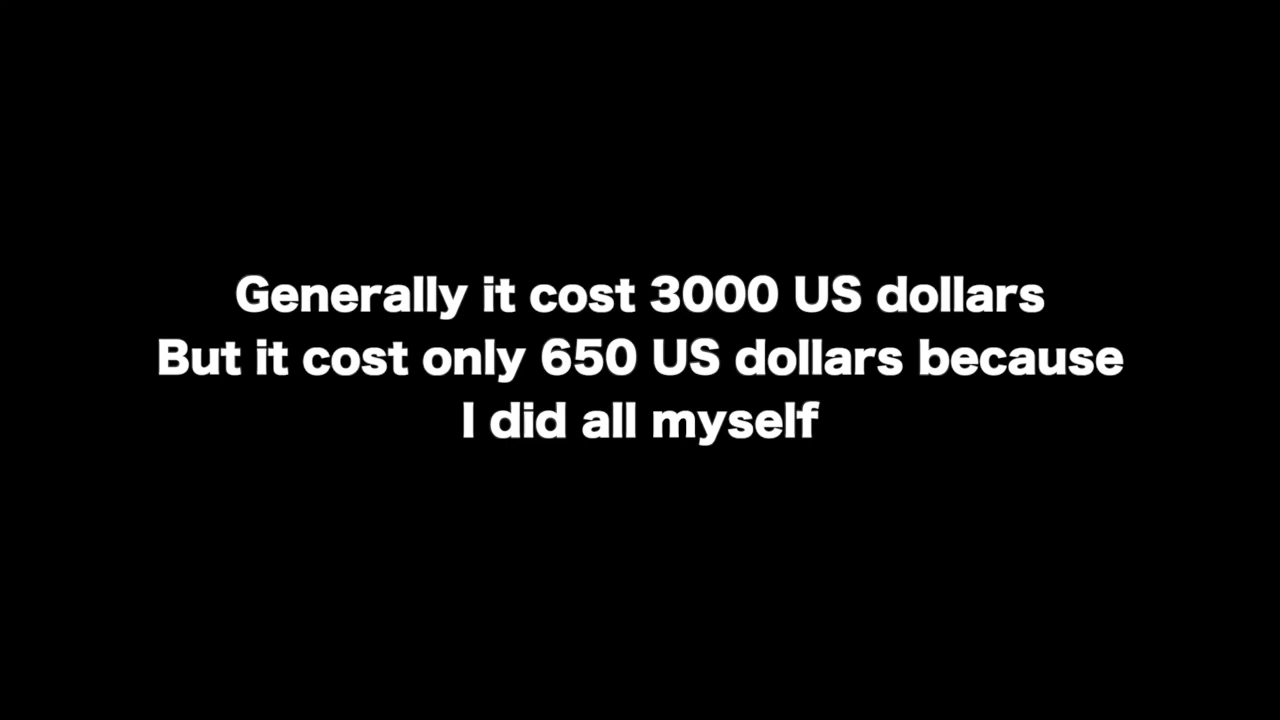 Generally it cost 3000 US dollars
But it cost only 650 US dollars because
I did all myself